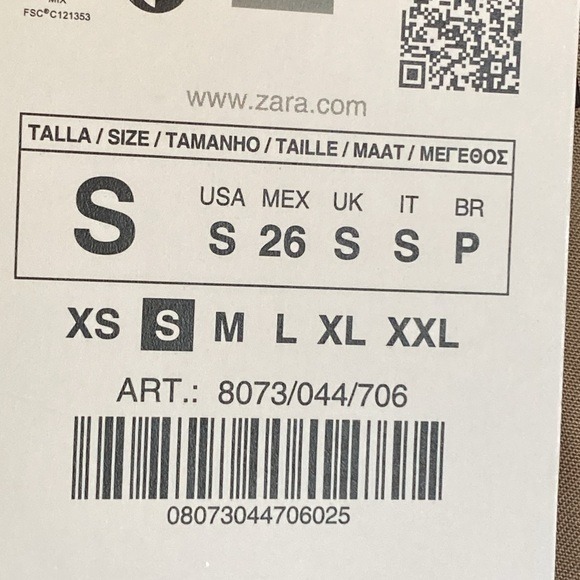 MIX
FSC®C121353
www.zara.com
TALLA / SIZE / TAMANHO / TAILLE / MAAT / ΜΕΓΕΘΟΣ
S
USA MEX UK IT BR
S 26 S S P
XS S M L XL XXL
ART.: 8073/044/706
08073044706025